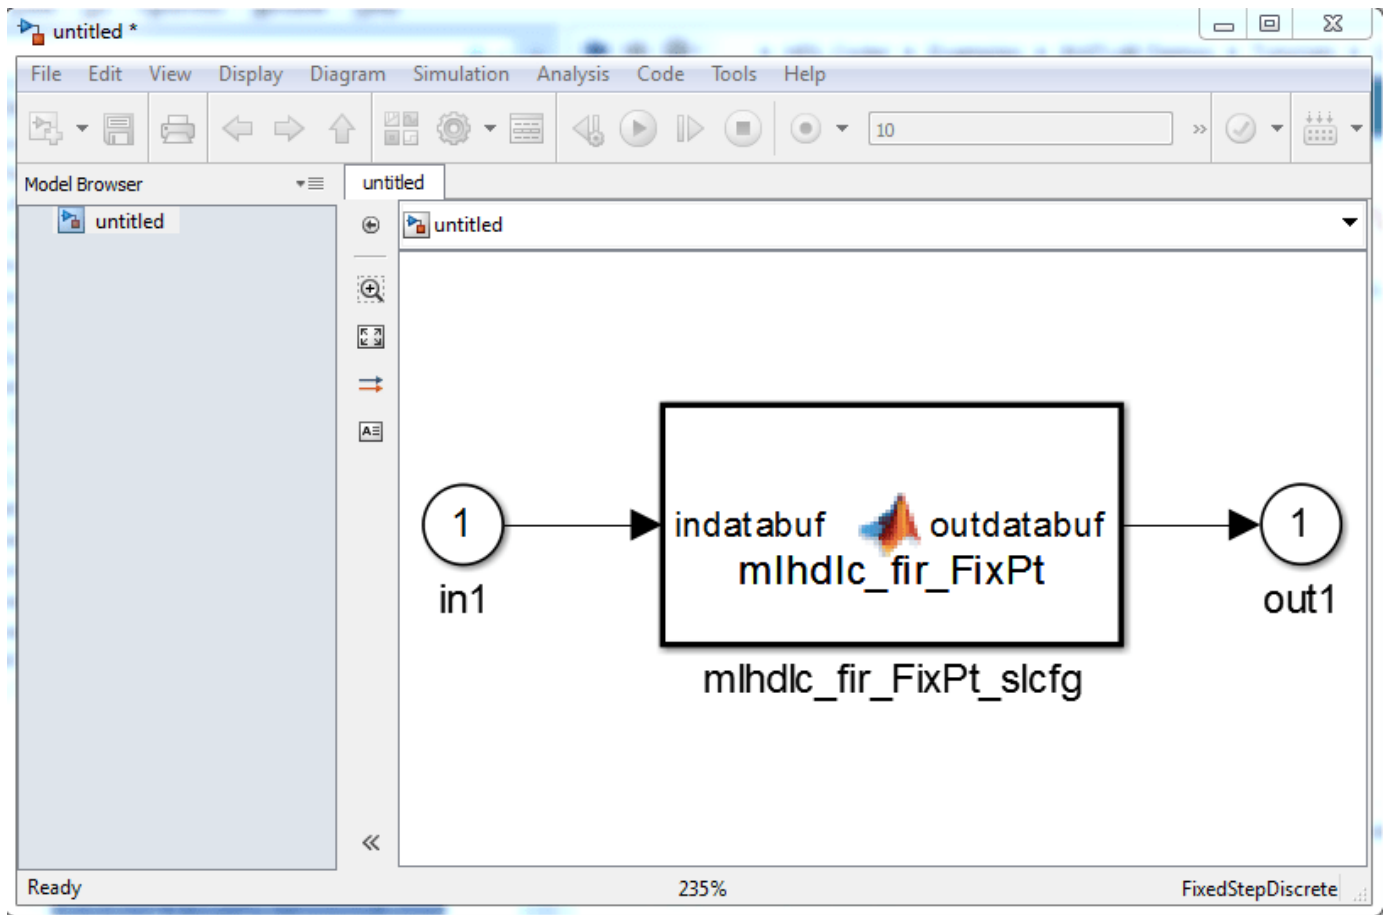 untitled *
File Edit View Display Diagram Simulation Analysis Code Tools Help
10 »
Model Browser
untitled
untitled
untitled
1
indatabuf outdatabuf
1
mlhdlc_fir_FixPt
in1
out1
mlhdlc_fir_FixPt_slcfg
Ready 235% FixedStepDiscrete